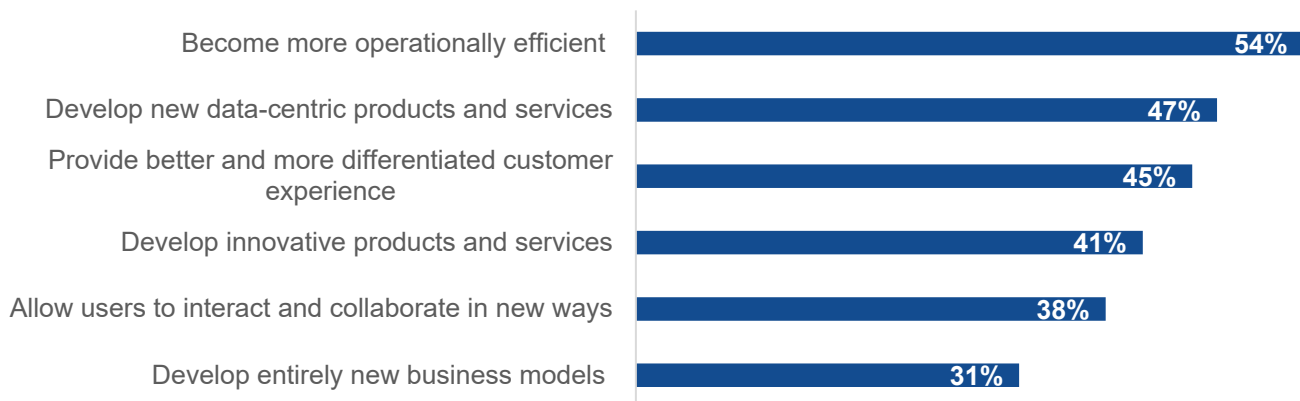 Become more operationally efficient 54%
Develop new data-centric products and services 47%
Provide better and more differentiated customer
experience 45%
Develop innovative products and services 41%
Allow users to interact and collaborate in new ways 38%
Develop entirely new business models 31%